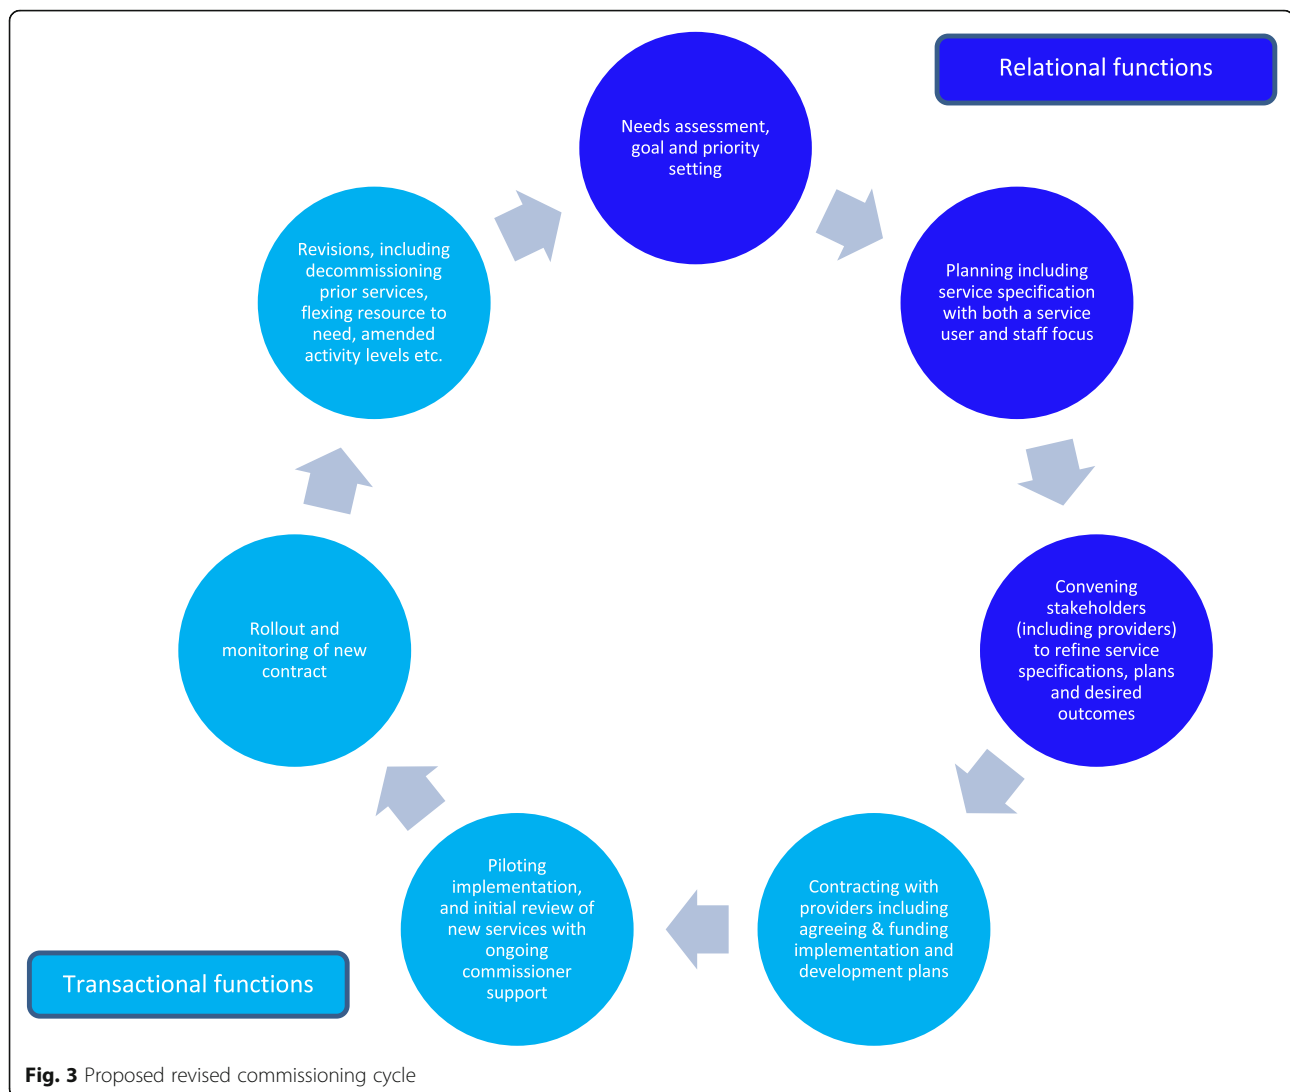 Relational functions
Needs assessment,
goal and priority
setting
Planning including
service specification
with both a service
user and staff focus
Convening
stakeholders
(including providers)
to refine service
specifications, plans
and desired
outcomes
Contracting with
providers including
agreeing & funding
implementation and
development plans
Piloting
implementation,
and initial review of
new services with
ongoing
commissioner
support
Rollout and
monitoring of new
contract
Revisions, including
decommissioning
prior services,
flexing resource to
need, amended
activity levels etc.
Transactional functions
Fig. 3 Proposed revised commissioning cycle